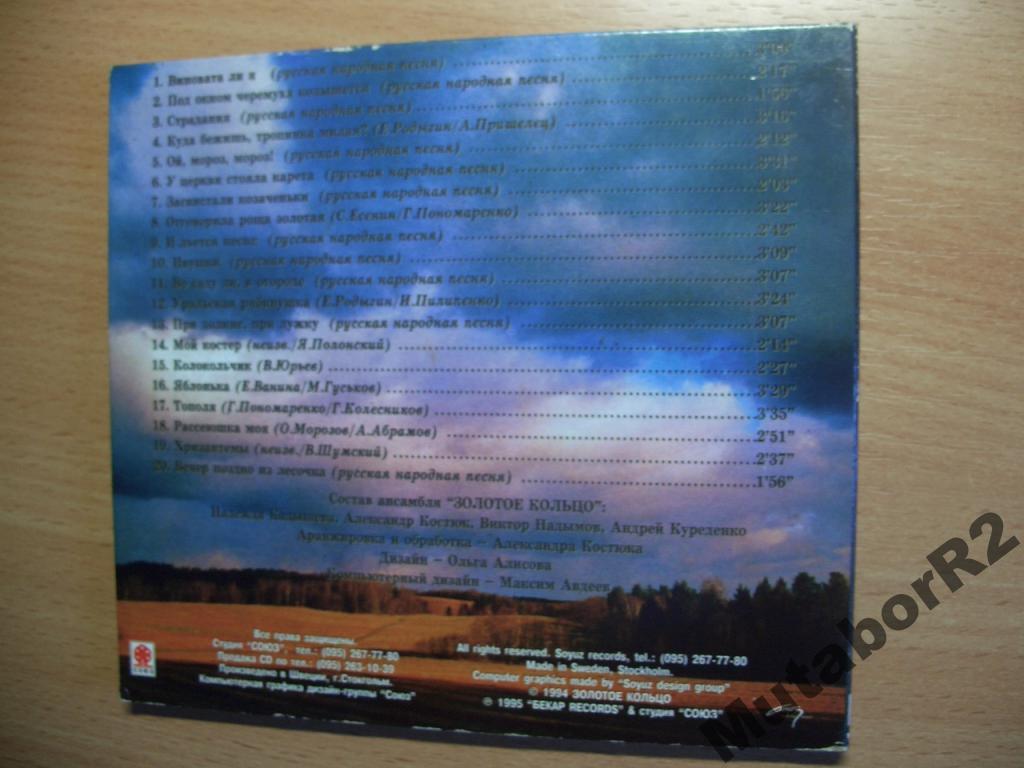 1. Виновата ли я (русская народная песня) 3'04"
2. Под окном черемуха колышется (русская народная песня) 2'17"
3. Страдания (русская народная песня) 1'56"
4. Куда бежишь, тропинка милая? (Е.Родыгин/А.Пришелец) 3'16"
5. Ой, мороз, мороз! (русская народная песня) 2'12"
6. У церкви стояла карета (русская народная песня) 3'31"
7. Засвистали козаченьки (русская народная песня) 2'03"
8. Отговорила роща золотая (С.Есенин/Г.Пономаренко) 3'22"
9. И льется песня (русская народная песня) 2'42"
10. Ивушки (русская народная песня) 3'09"
11. Во саду ли, в огороде (русская народная песня) 3'07"
12. Уральская рябинушка (Е.Родыгин/И.Пилипенко) 3'24"
13. При долине, при лужку (русская народная песня) 3'07"
14. Мой костер (неизв./Я.Полонский) 2'14"
15. Колокольчик (В.Юрьев) 2'27"
16. Яблонька (Е.Ванина/М.Гуськов) 3'29"
17. Тополя (Г.Пономаренко/Г.Колесников) 3'35"
18. Рассеюшка моя (О.Морозов/А.Абрамов) 2'51"
19. Хризантемы (неизв./В.Шумский) 2'37"
20. Вечер поздно из лесочка (русская народная песня) 1'56"
Состав ансамбля "ЗОЛОТОЕ КОЛЬЦО":
Надежда Кадышева, Александр Костюк, Виктор Надымов, Андрей Куреденко
Аранжировка и обработка – Александра Костюка
Дизайн – Ольга Алисова
Компьютерный дизайн – Максим Авдеев
Все права защищены.
Студия "СОЮЗ", тел.: (095) 267-77-80
Продажа CD по тел.: (095) 263-10-39
Произведено в Швеции, г.Стокгольм.
Компьютерная графика дизайн-группы "Союз"
All rights reserved. Soyuz records, tel.: (095) 267-77-80
Made in Sweden, Stockholm.
Computer graphics made by "Soyuz design group"
© 1994 ЗОЛОТОЕ КОЛЬЦО
℗ 1995 "БЕКАР RECORDS" & студия "СОЮЗ"
MutaborR2